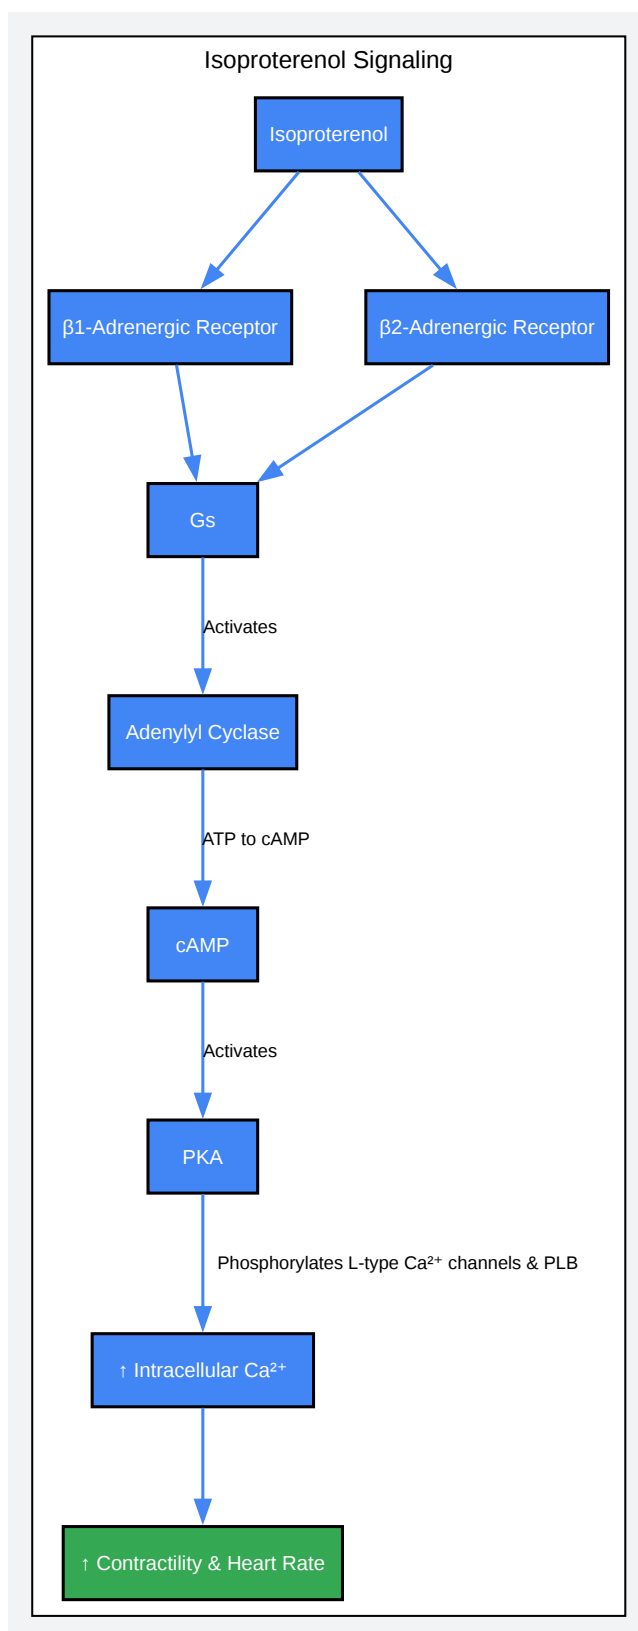 Isoproterenol Signaling
Isoproterenol
β1-Adrenergic Receptor
β2-Adrenergic Receptor
Gs
Activates
Adenylyl Cyclase
ATP to cAMP
cAMP
Activates
PKA
Phosphorylates L-type Ca²⁺ channels & PLB
↑ Intracellular Ca²⁺
↑ Contractility & Heart Rate